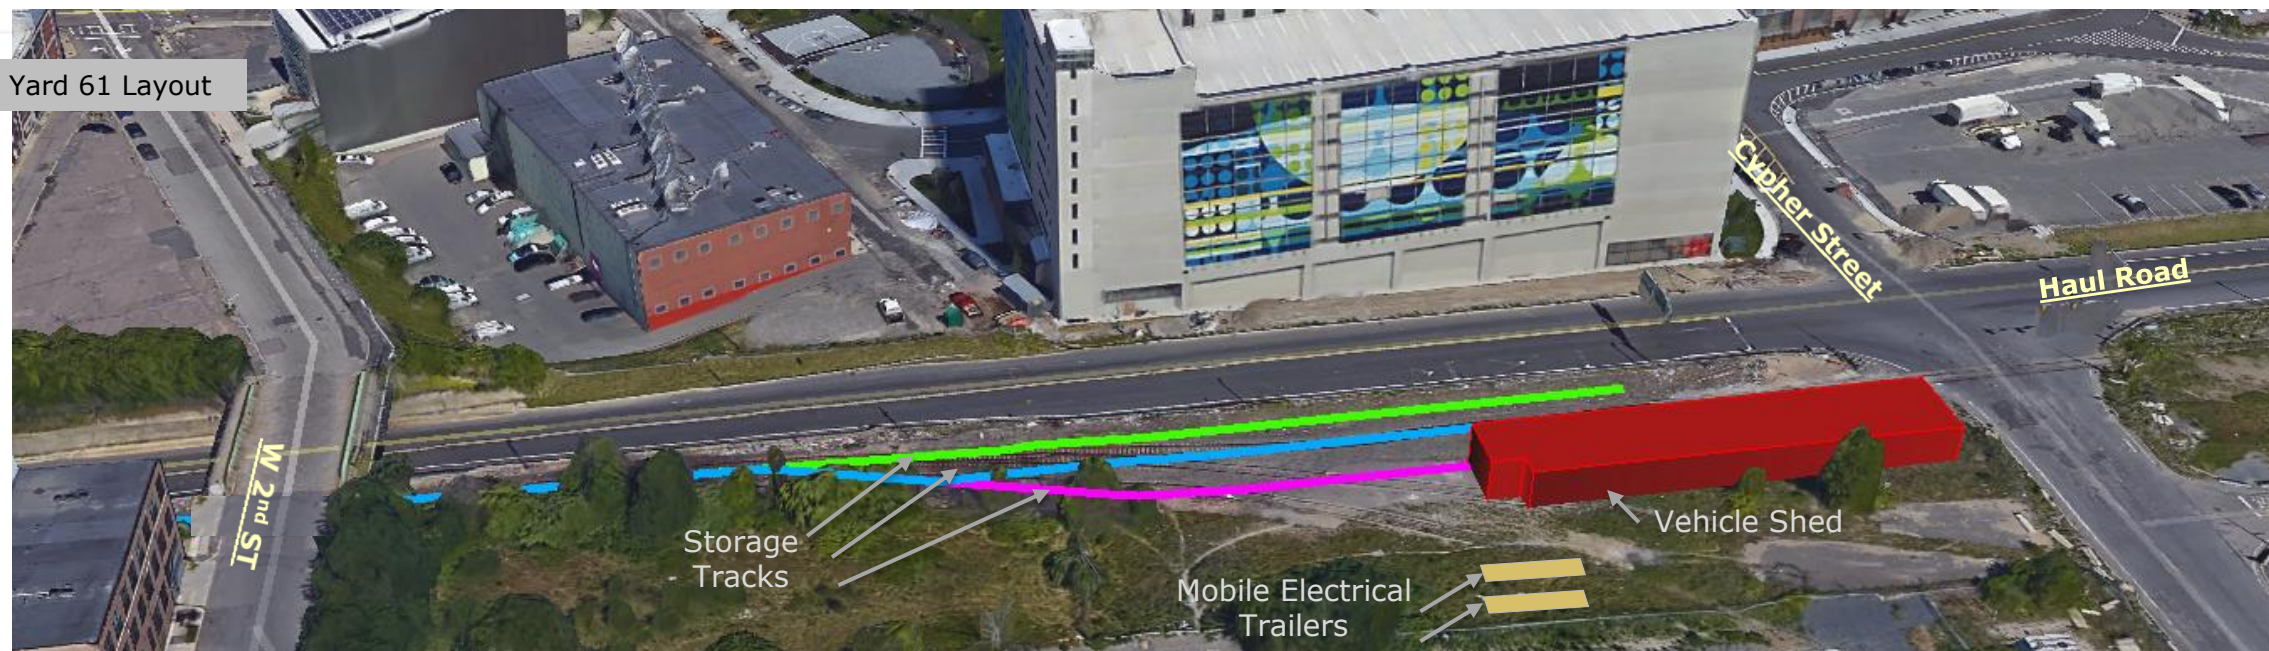 Yard 61 Layout
Cypher Street
Haul Road
W 2nd ST
Storage
Tracks
Vehicle Shed
Mobile Electrical
Trailers